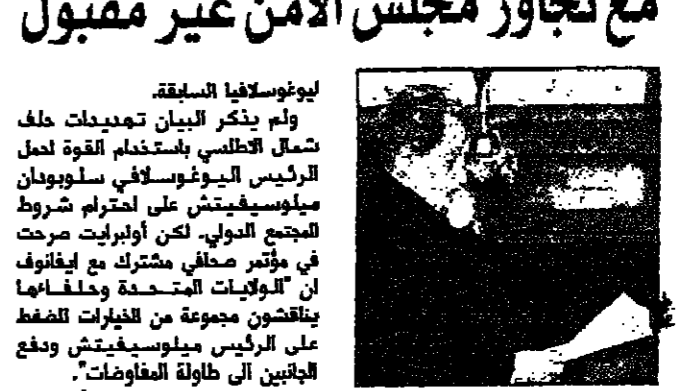 مع تجاوز مجلس الأمن غير مقبول
ليوغوسلافيا السابقة.
ولم يذكر البيان تهديدات حلف
شمال الاطلسي باستخدام القوة لحمل
الرئيس اليوغوسلافي سلوبودان
ميلوسيفيتش على احترام شروط
المجتمع الدولي. لكن أولبرايت صرحت
في مؤتمر صحافي مشترك مع ايفانوف
ان "الولايات المتحدة وحلفاءها
يناقشون مجموعة من الخيارات للضغط
على الرئيس ميلوسيفيتش ودفع
الجانبين الى طاولة المفاوضات".